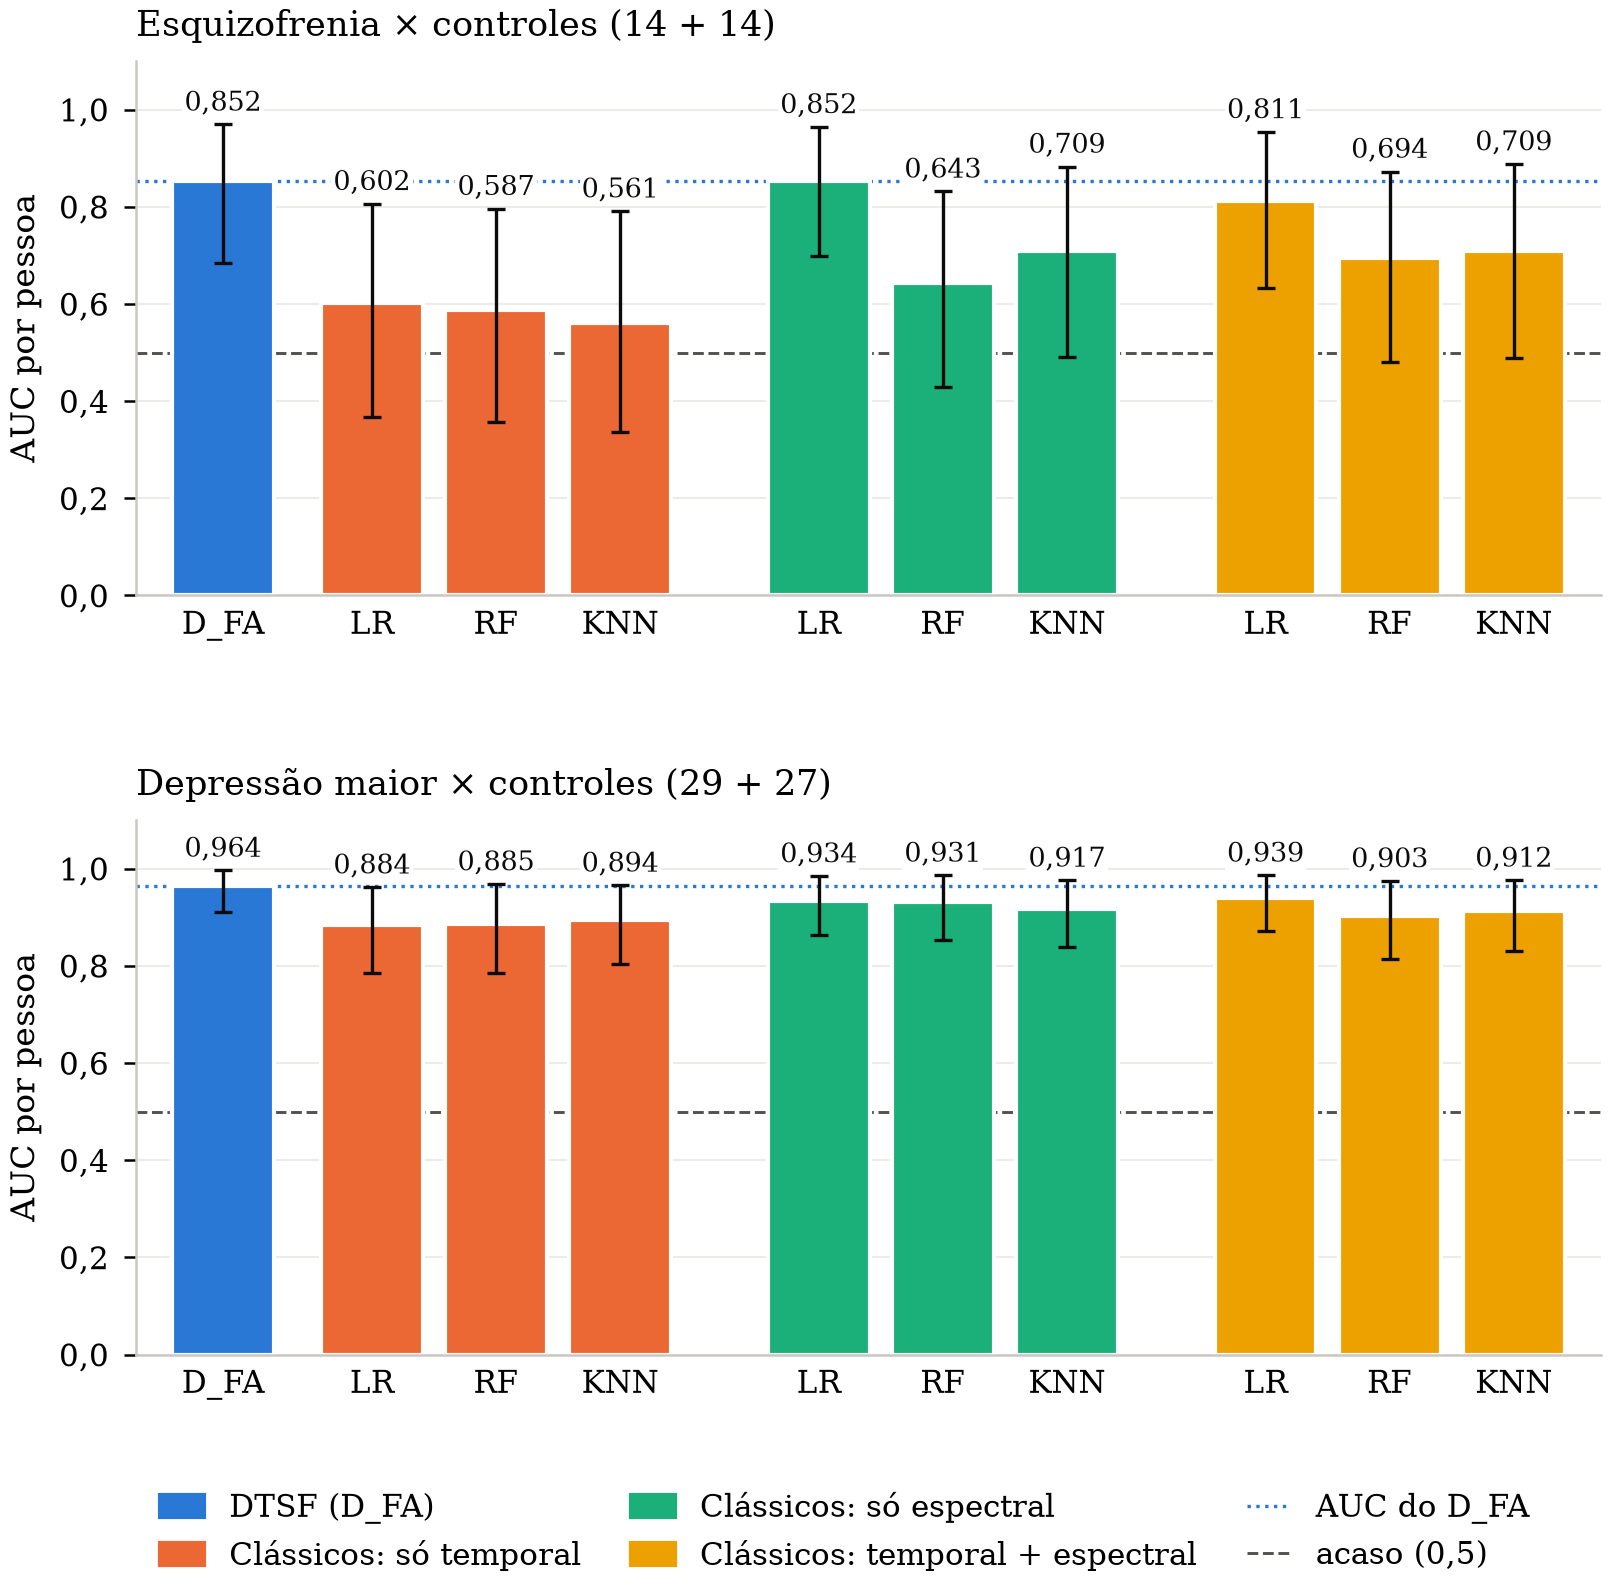 Esquizofrenia × controles (14 + 14)
AUC por pessoa
1,0
0,8
0,6
0,4
0,2
0,0
0,852
0,602
0,587
0,561
0,852
0,643
0,709
0,811
0,694
0,709
D_FA LR RF KNN LR RF KNN LR RF KNN
Depressão maior × controles (29 + 27)
AUC por pessoa
1,0
0,8
0,6
0,4
0,2
0,0
0,964
0,884
0,885
0,894
0,934
0,931
0,917
0,939
0,903
0,912
D_FA LR RF KNN LR RF KNN LR RF KNN
DTSF (D_FA)
Clássicos: só temporal
Clássicos: só espectral
Clássicos: temporal + espectral
AUC do D_FA
acaso (0,5)